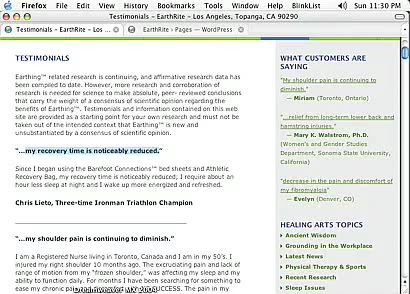 Firefox File Edit View History Bookmarks Tools Window Help BlinkList Sun 11:30 PM
Testimonials – EarthRite – Los Angeles, Topanga, CA 90290
Testimonials – EarthRite – Los ...
EarthRite › Pages — WordPress
TESTIMONIALS
Earthing™ related research is continuing, and affirmative research data has
been compiled to date. However, more research and corroboration of
research is needed for science to make absolute, peer- reviewed conclusions
that carry the weight of a consensus of scientific opinion regarding the
benefits of Earthing™. Testimonials and information contained on this web
site are provided as a starting point for your own research and must not be
taken out of the intended context that Earthing™ is new and
unsubstantiated by a consensus of scientific opinion.
"...my recovery time is noticeably reduced."
Since I began using the Barefoot Connections™ bed sheets and Athletic
Recovery Bag, my recovery time is noticeably reduced; I require about an
hour less sleep at night and I wake up more energized and refreshed.
Chris Lieto, Three-time Ironman Triathlon Champion
"...my shoulder pain is continuing to diminish."
I am a Registered Nurse living in Toronto, Canada and I am in my 50's. I
injured my right shoulder 10 months ago. The excruciating pain and lack of
range of motion from my "frozen shoulder," was affecting my sleep and my
ability to function daily. For months I have been searching for something to
ease my chronic pain
SUCCESS. The pain in my
WHAT CUSTOMERS ARE
SAYING
"My shoulder pain is continuing to
diminish."
— Miriam (Toronto, Ontario)
"...relief from long-term lower back and
hamstring injuries."
— Mary K. Walstrom, Ph.D.
(Women's and Gender Studies
Department, Sonoma State University,
California)
"decrease in the pain and discomfort of
my fibromyalgia"
— Evelyn (Denver, CO)
HEALING ARTS TOPICS
Ancient Wisdom
Grounding in the Workplace
Latest News
Physical Therapy & Sports
Recent Research
Sleep Issues